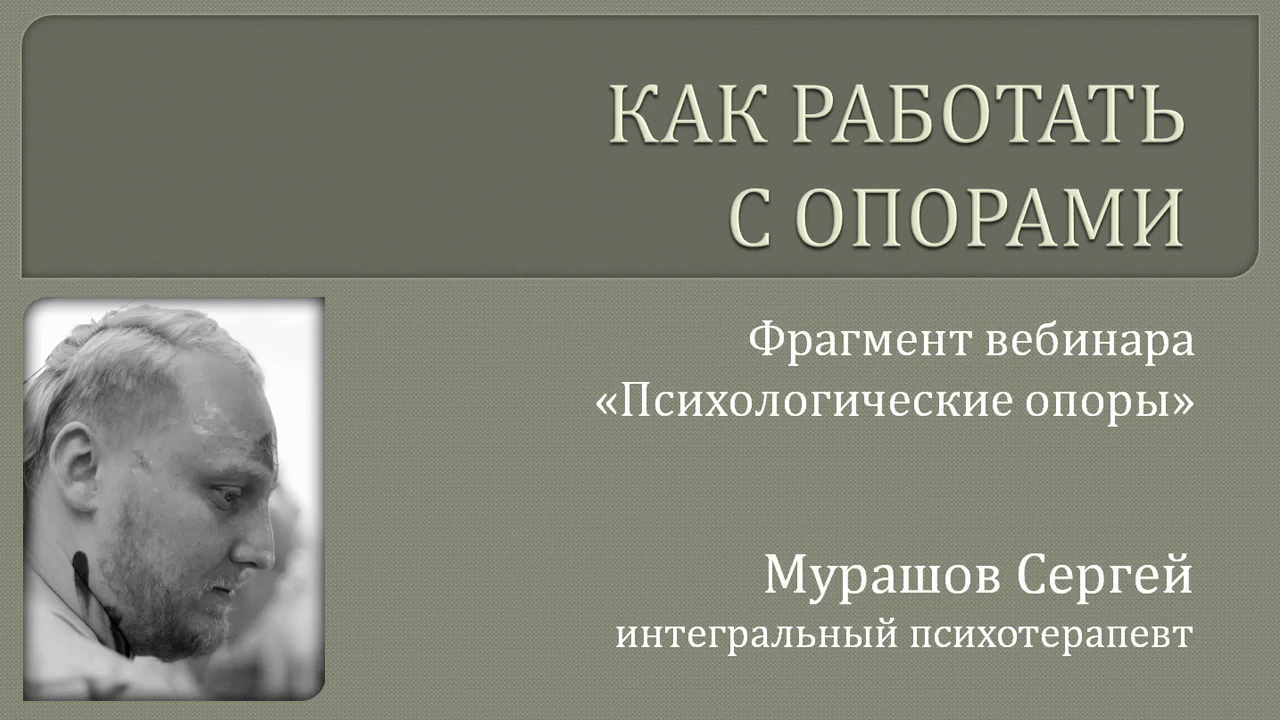 КАК РАБОТАТЬ
С ОПОРАМИ
Фрагмент вебинара
«Психологические опоры»
Мурашов Сергей
интегральный психотерапевт